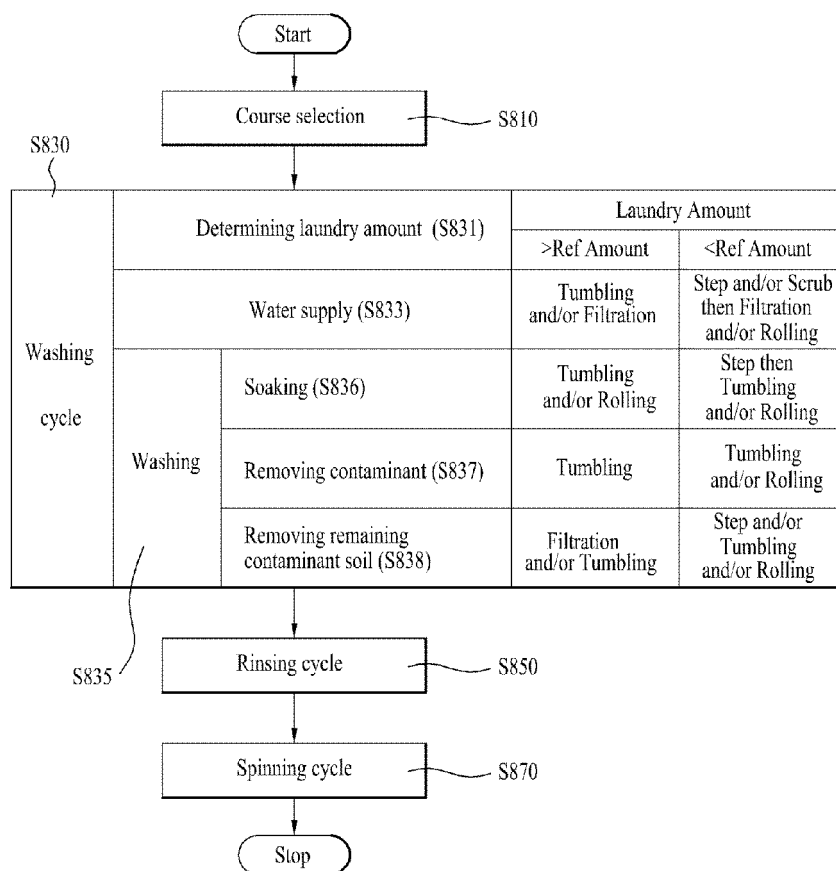 Start
Course selection
S810
S830
Washing
cycle
Determining laundry amount (S831)
Laundry Amount
>Ref Amount
<Ref Amount
Water supply (S833)
Tumbling
and/or Filtration
Step and/or Scrub
then Filtration
and/or Rolling
Washing
Soaking (S836)
Tumbling
and/or Rolling
Step then
Tumbling
and/or Rolling
Removing contaminant (S837)
Tumbling
Tumbling
and/or Rolling
Removing remaining
contaminant soil (S838)
Filtration
and/or Tumbling
Step and/or
Tumbling
and/or Rolling
S835
Rinsing cycle
S850
Spinning cycle
S870
Stop